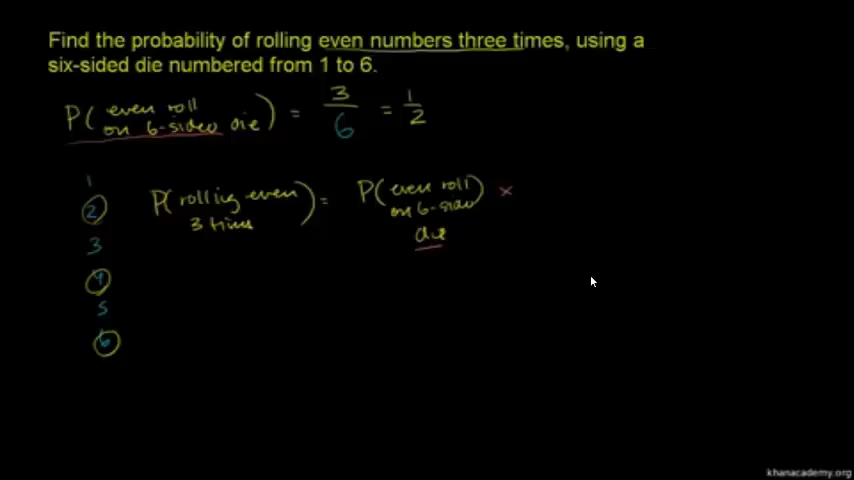 Find the probability of rolling even numbers three times, using a
six-sided die numbered from 1 to 6.
P(even roll on 6-sided die) = 3/6 = 1/2
1
2
3
4
5
6
P(rolling even 3 times) = P(even roll on 6-sided die) ×
khanacademy.org